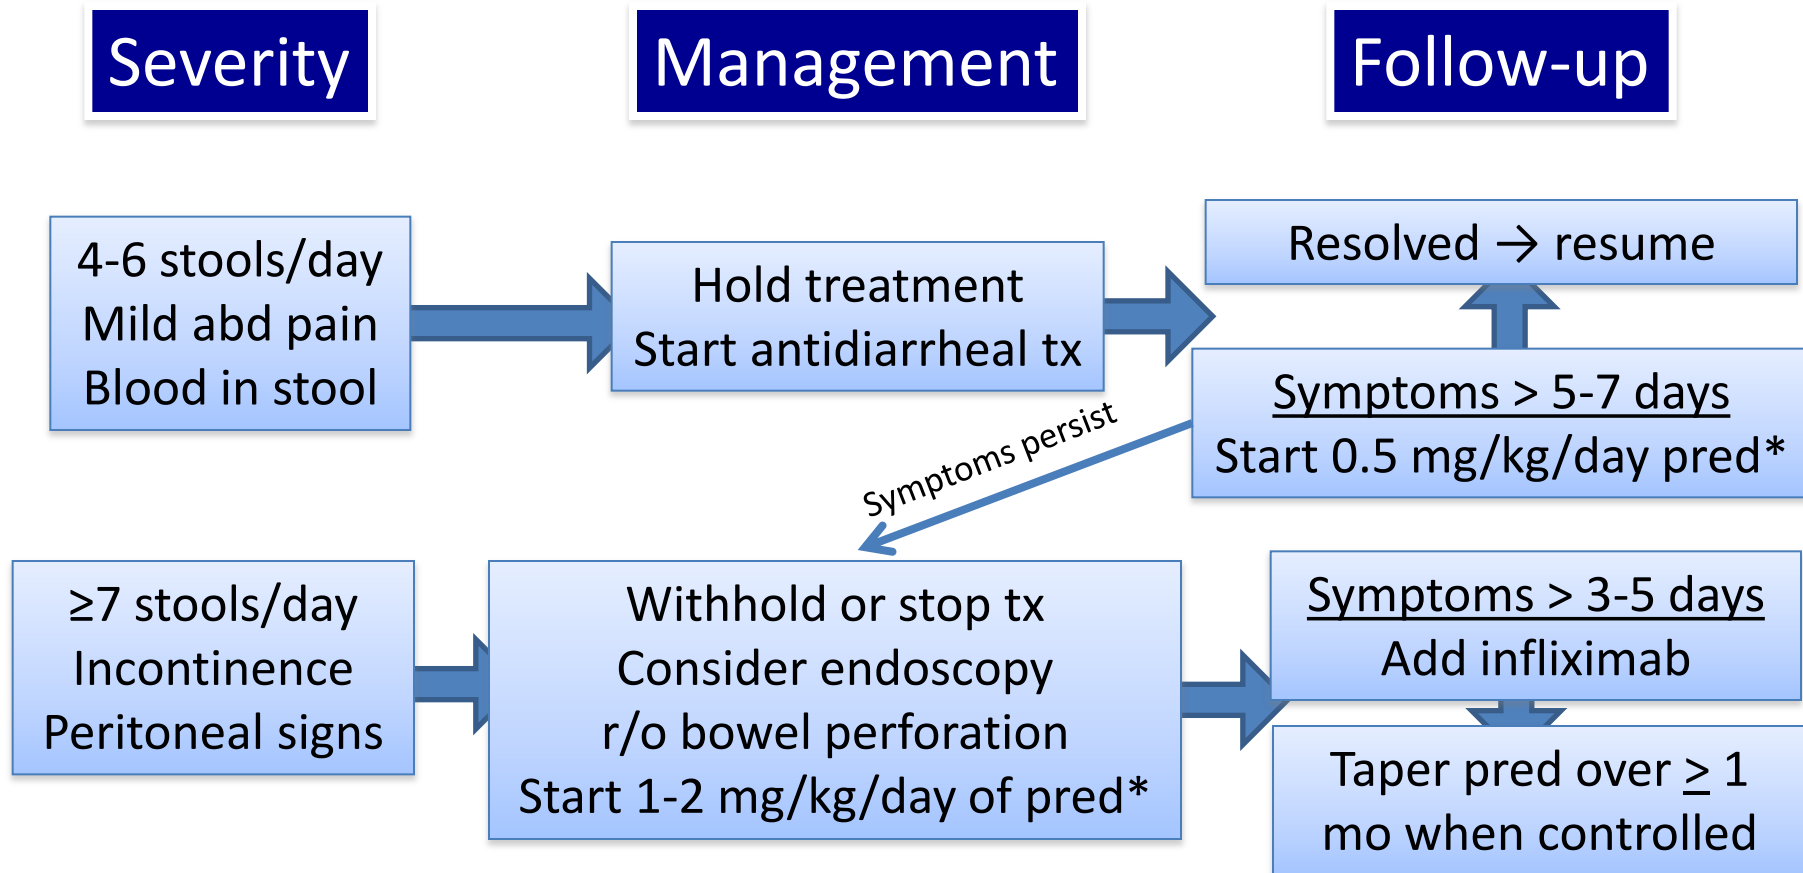 Severity
Management
Follow-up
4-6 stools/day
Mild abd pain
Blood in stool
Hold treatment
Start antidiarrheal tx
Resolved → resume
Symptoms > 5-7 days
Start 0.5 mg/kg/day pred*
Symptoms persist
≥7 stools/day
Incontinence
Peritoneal signs
Withhold or stop tx
Consider endoscopy
r/o bowel perforation
Start 1-2 mg/kg/day of pred*
Symptoms > 3-5 days
Add infliximab
Taper pred over ≥ 1
mo when controlled